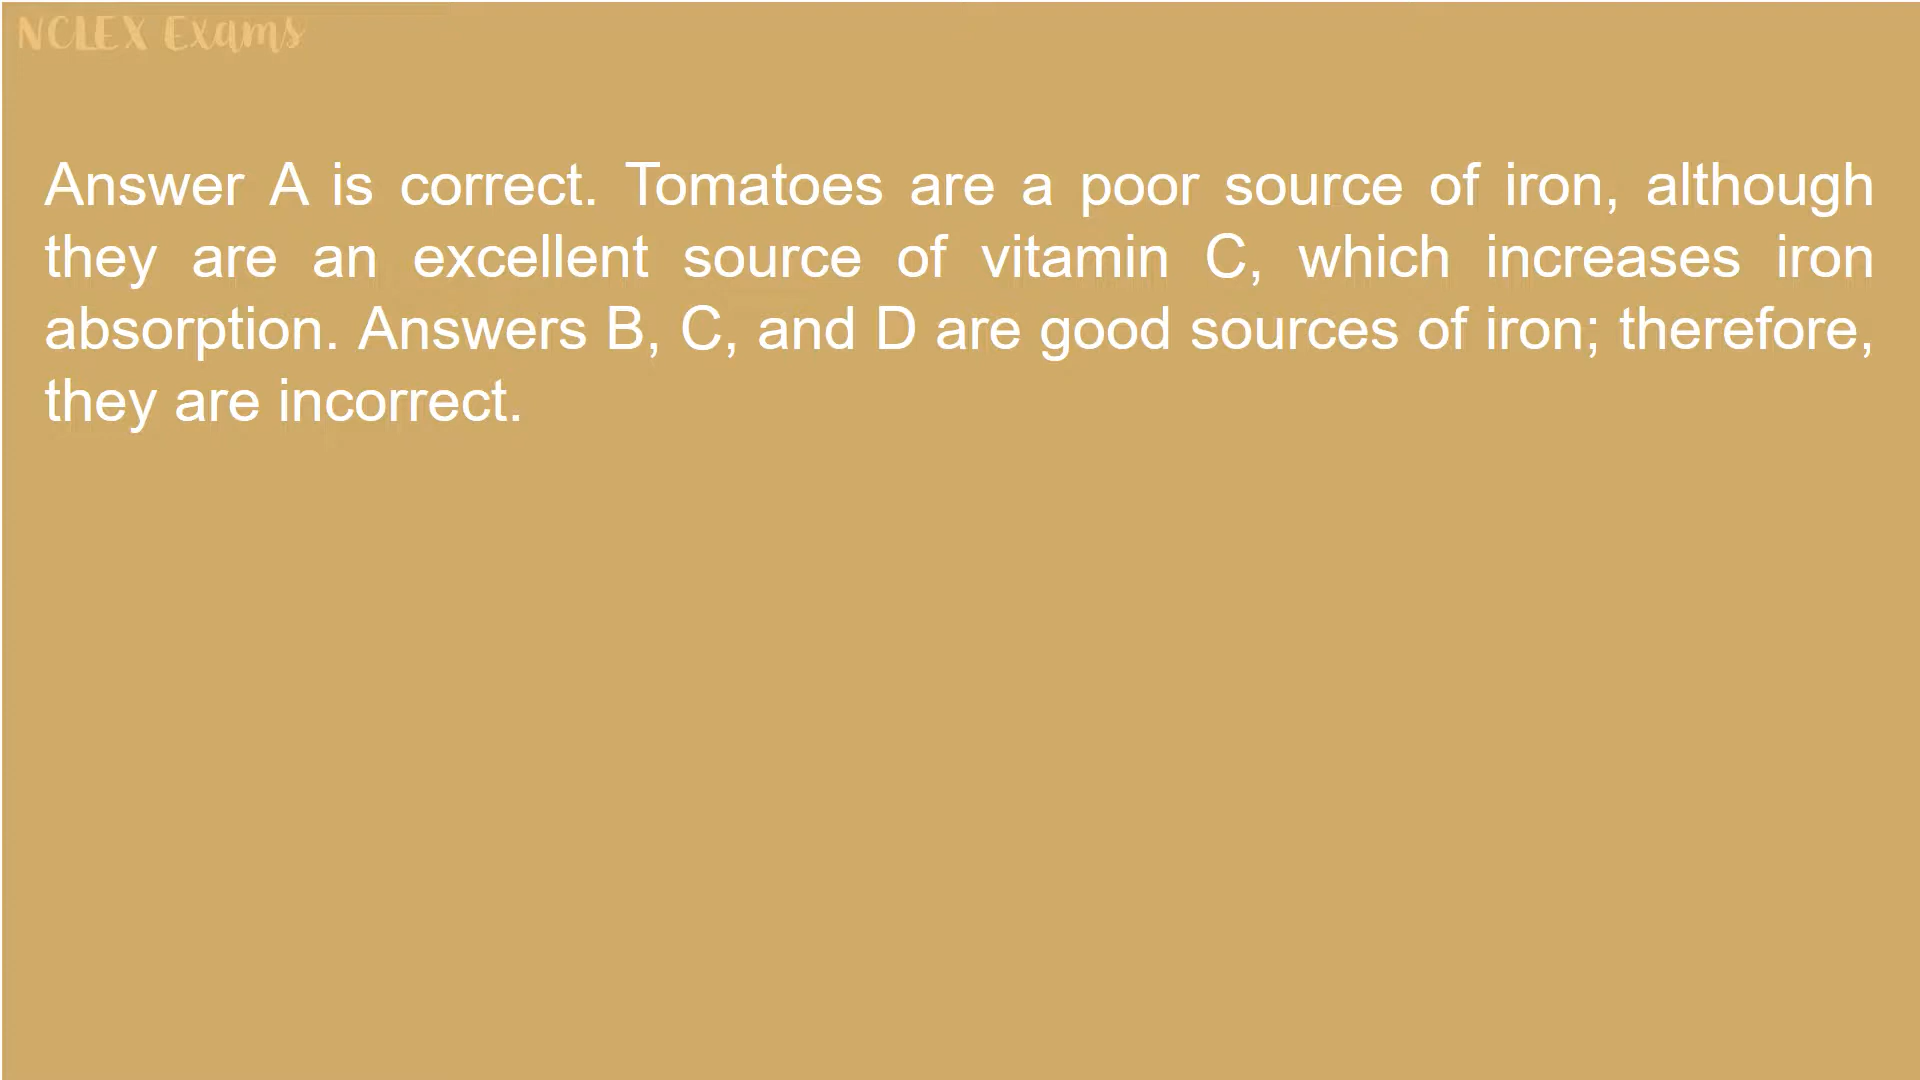 NCLEX Exams
Answer A is correct. Tomatoes are a poor source of iron, although
they are an excellent source of vitamin C, which increases iron
absorption. Answers B, C, and D are good sources of iron; therefore,
they are incorrect.